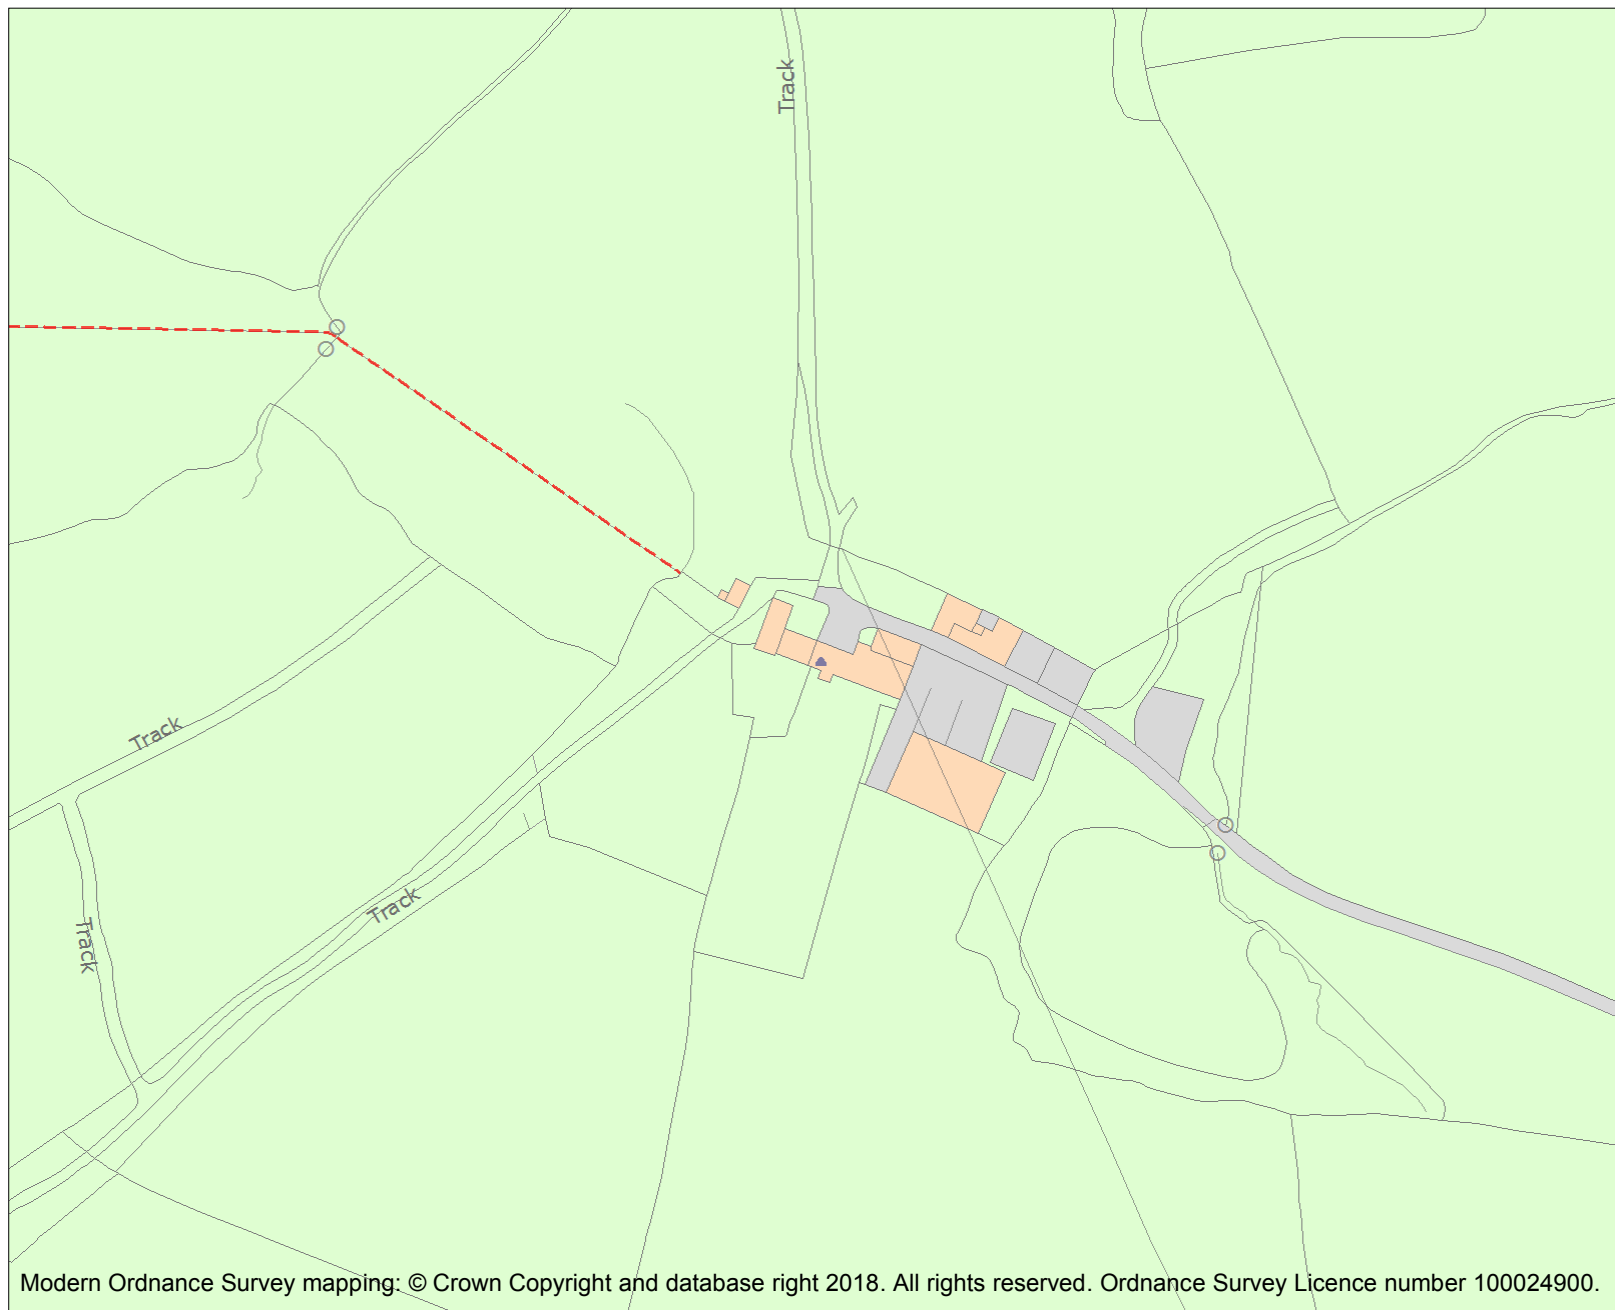 Track
Track
Track
Track
Modern Ordnance Survey mapping: © Crown Copyright and database right 2018. All rights reserved. Ordnance Survey Licence number 100024900.